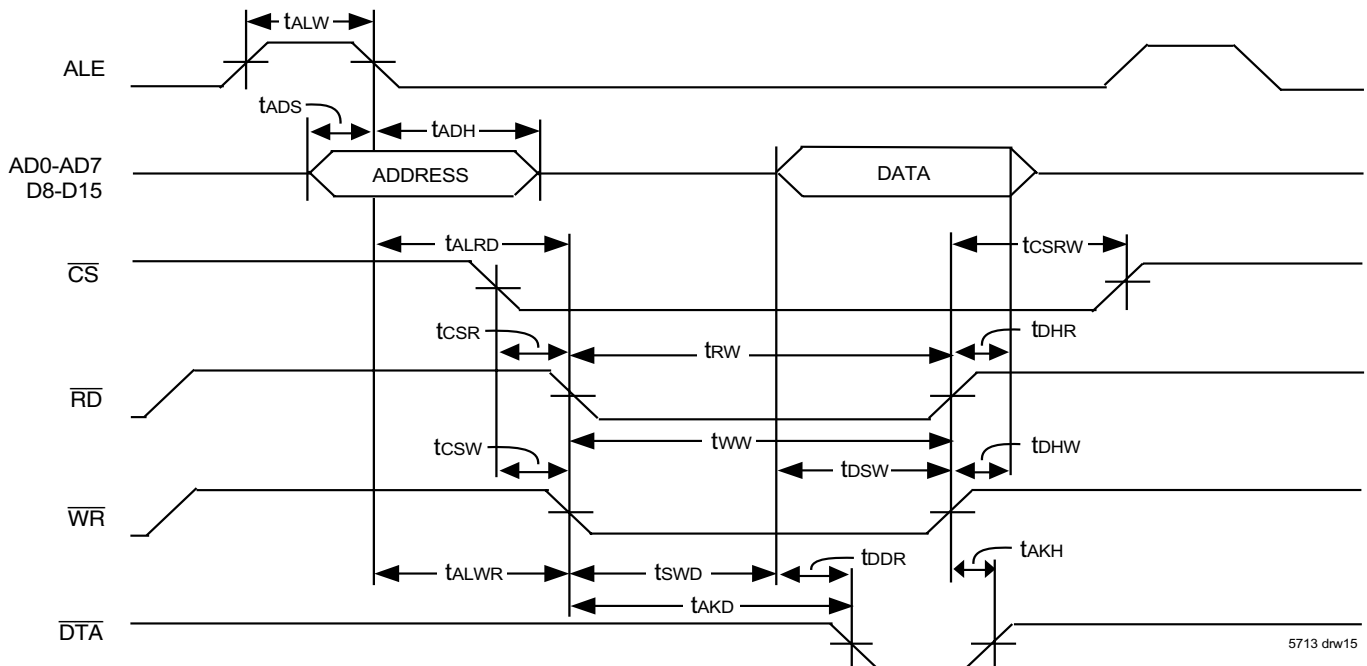 tALW
ALE
tADS
tADH
AD0-AD7
D8-D15
ADDRESS
DATA
tALRD
tCSRW
CS
tCSR
tRW
tDHR
RD
tCSW
tWW
tDHW
tDSW
WR
tDDR
tAKH
tALWR
tSWD
tAKD
DTA
5713 drw15